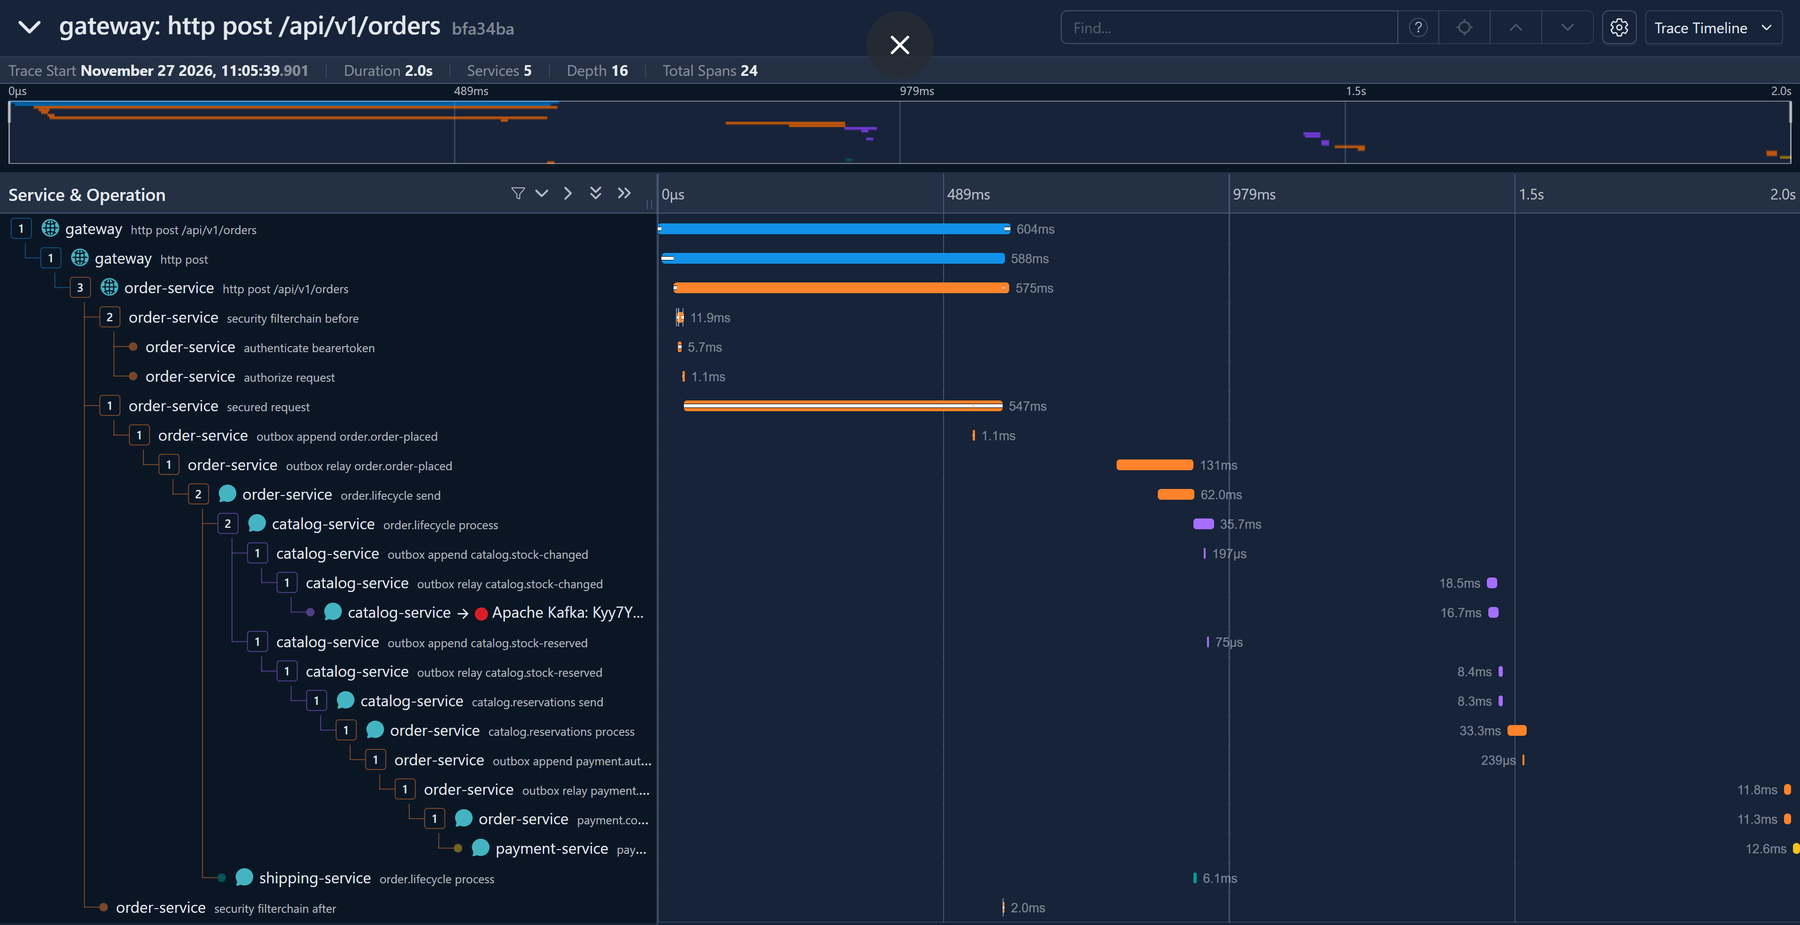 gateway: http post /api/v1/orders bfa34ba
Find...
?
Trace Timeline
Trace Start November 27 2026, 11:05:39.901 Duration 2.0s Services 5 Depth 16 Total Spans 24
0μs 489ms 979ms 1.5s 2.0s
Service & Operation 0μs 489ms 979ms 1.5s 2.0s
1 gateway http post /api/v1/orders 604ms
1 gateway http post 588ms
3 order-service http post /api/v1/orders 575ms
2 order-service security filterchain before 11.9ms
order-service authenticate bearertoken 5.7ms
order-service authorize request 1.1ms
1 order-service secured request 547ms
1 order-service outbox append order.order-placed 1.1ms
1 order-service outbox relay order.order-placed 131ms
2 order-service order.lifecycle send 62.0ms
2 catalog-service order.lifecycle process 35.7ms
1 catalog-service outbox append catalog.stock-changed 197μs
1 catalog-service outbox relay catalog.stock-changed 18.5ms
catalog-service → Apache Kafka: Kyy7Y... 16.7ms
1 catalog-service outbox append catalog.stock-reserved 75μs
1 catalog-service outbox relay catalog.stock-reserved 8.4ms
1 catalog-service catalog.reservations send 8.3ms
1 order-service catalog.reservations process 33.3ms
1 order-service outbox append payment.aut... 239μs
1 order-service outbox relay payment.... 11.8ms
1 order-service payment.co... 11.3ms
payment-service pay... 12.6ms
shipping-service order.lifecycle process 6.1ms
order-service security filterchain after 2.0ms